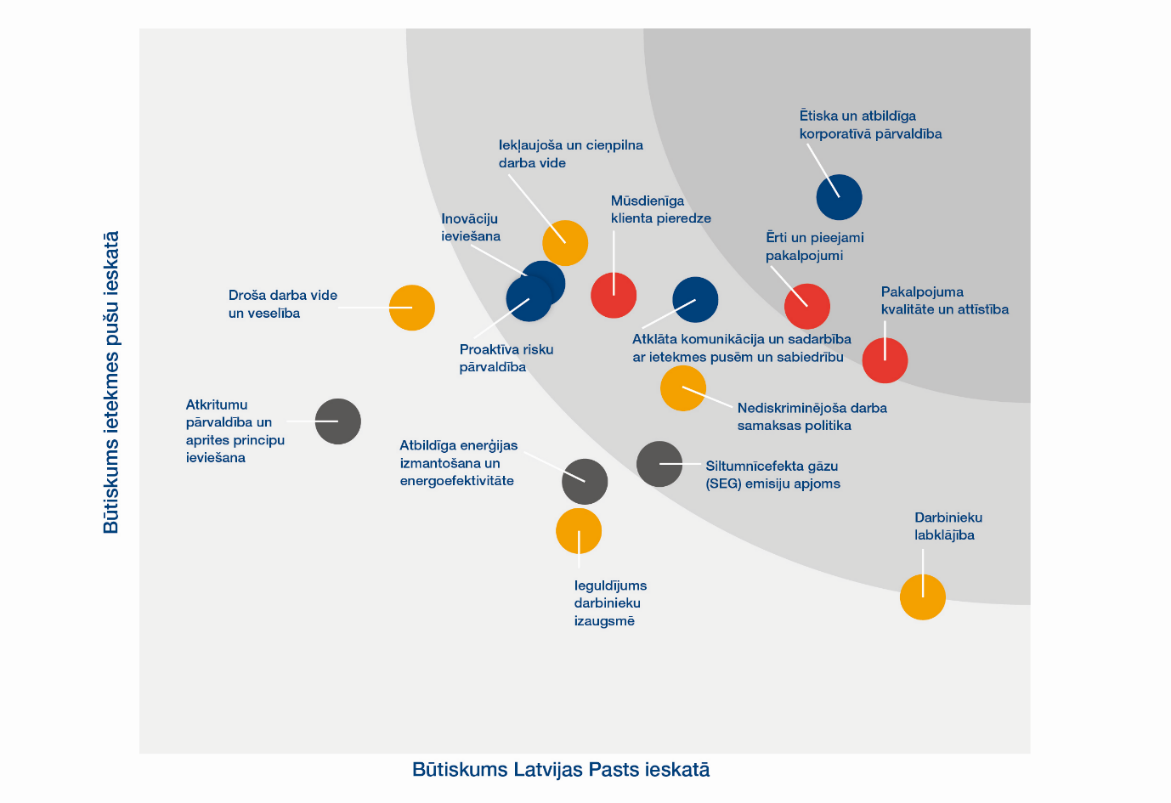 Ētiska un atbildīga
korporatīvā pārvaldība
Iekļaujoša un cieņpilna
darba vide
Mūsdienīga
klienta pieredze
Inovāciju
ieviešana
Ērti un pieejami
pakalpojumi
Droša darba vide
un veselība
Pakalpojuma
kvalitāte un attīstība
Proaktīva risku
pārvaldība
Atklāta komunikācija un sadarbība
ar ietekmes pusēm un sabiedrību
Atkritumu
pārvaldība un
aprites principu
ieviešana
Nediskriminējoša darba
samaksas politika
Atbildīga enerģijas
izmantošana un
energoefektivitāte
Siltumnīcefekta gāzu
(SEG) emisiju apjoms
Darbinieku
labklājība
Ieguldījums
darbinieku
izaugsmē
Būtiskums ietekmes pušu ieskatā
Būtiskums Latvijas Pasts ieskatā